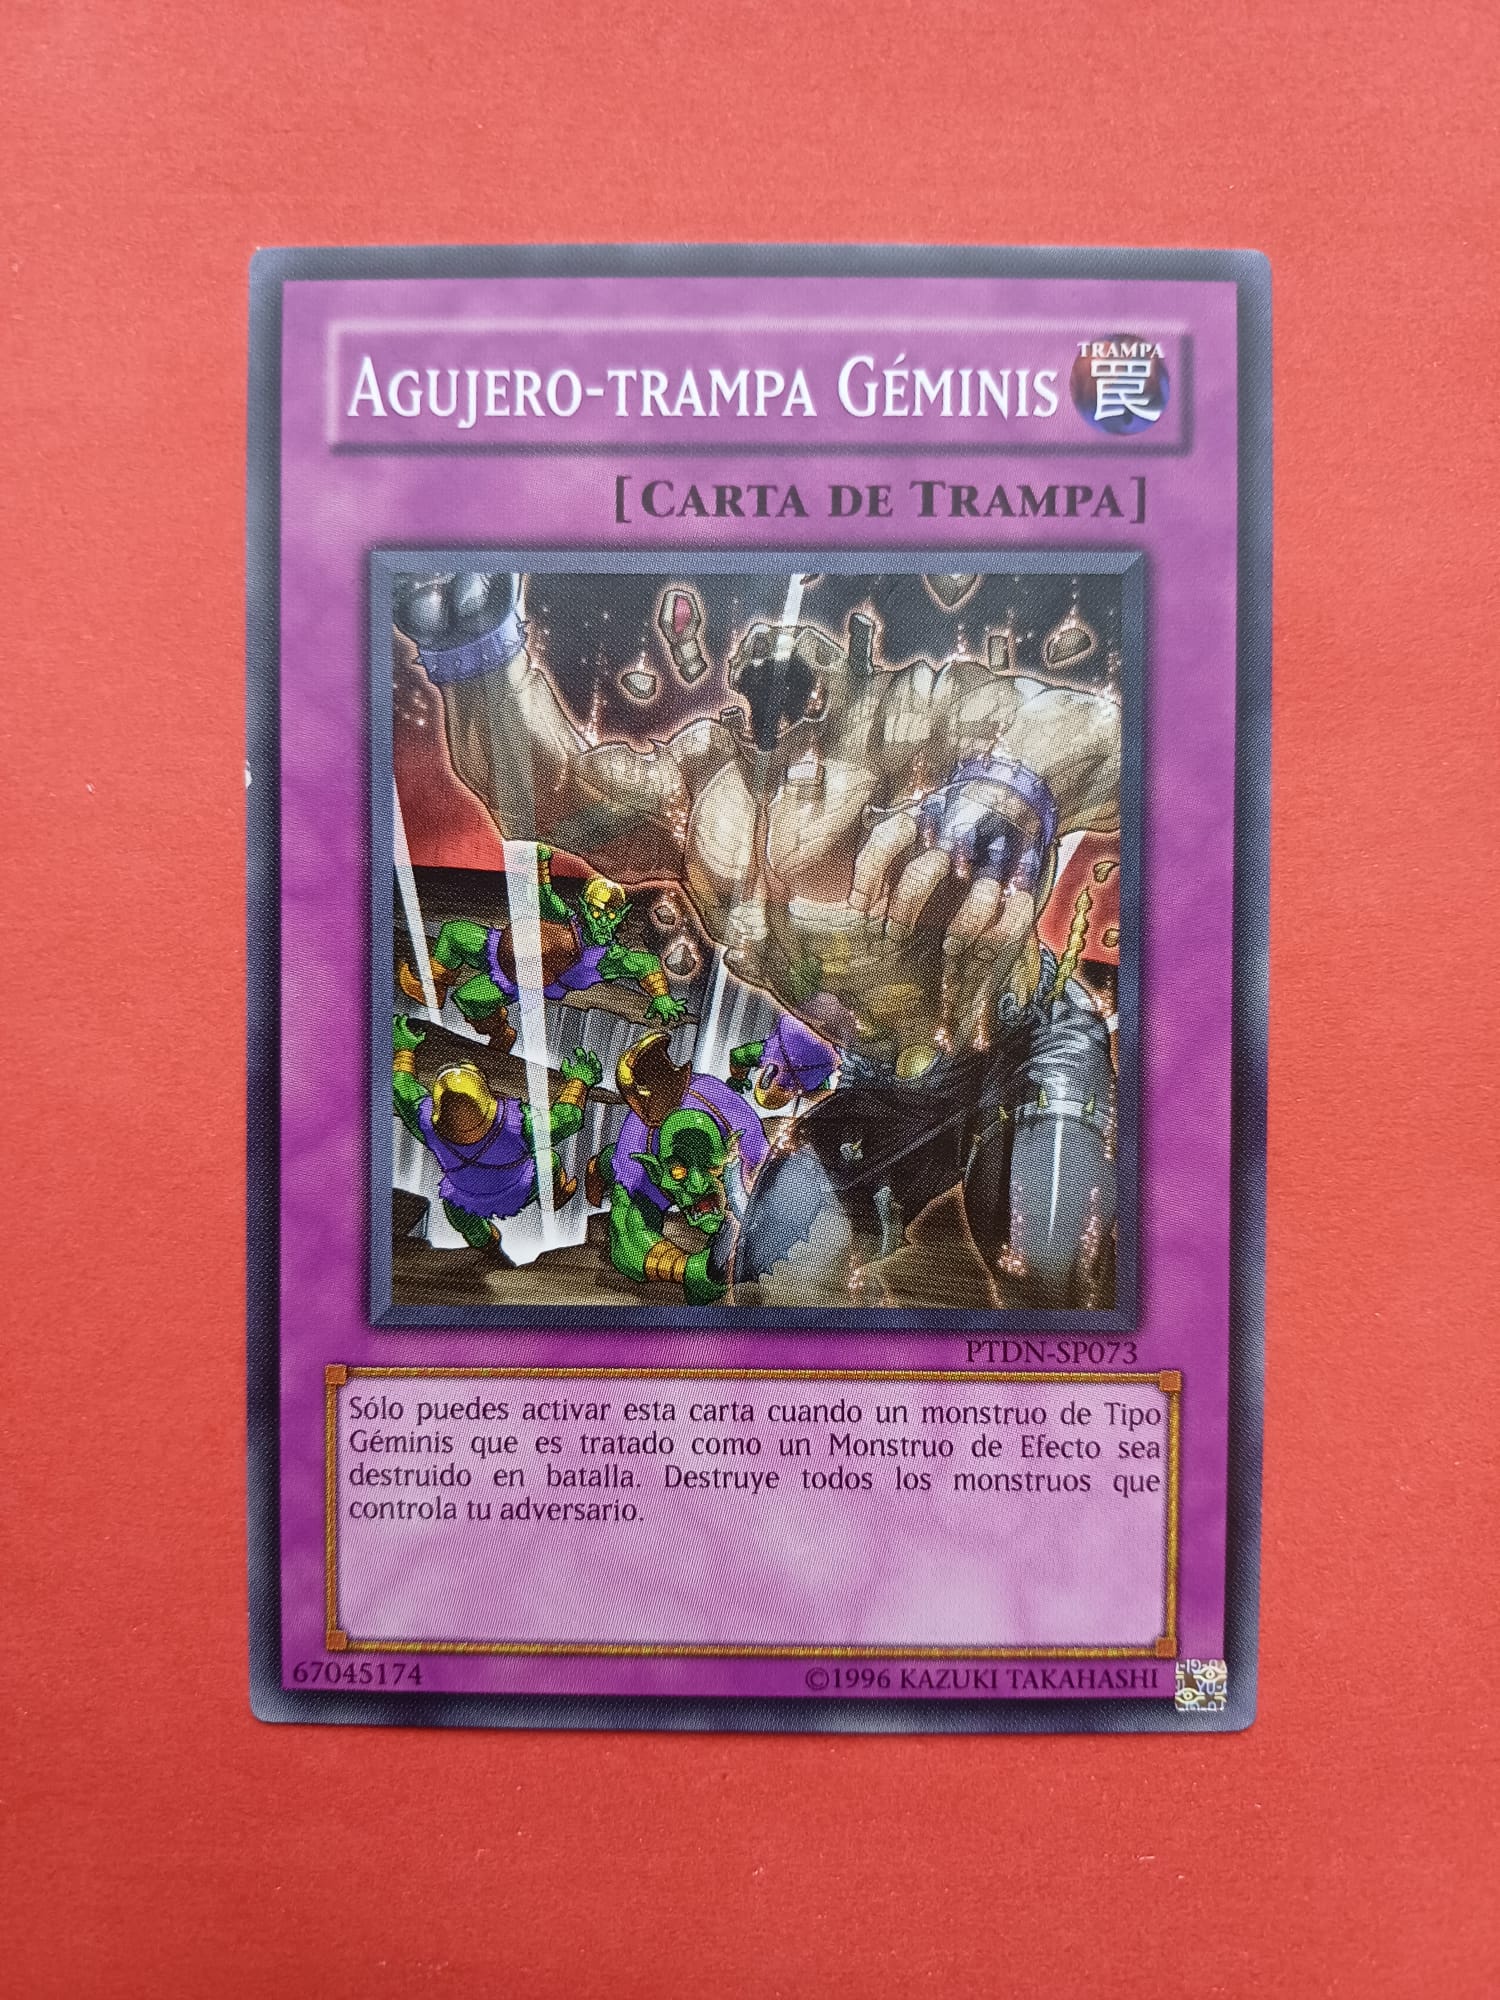 AGUJERO-TRAMPA GÉMINIS
TRAMPA
罠
[CARTA DE TRAMPA]
PTDN-SP073
Sólo puedes activar esta carta cuando un monstruo de Tipo
Géminis que es tratado como un Monstruo de Efecto sea
destruido en batalla. Destruye todos los monstruos que
controla tu adversario.
67045174
©1996 KAZUKI TAKAHASHI